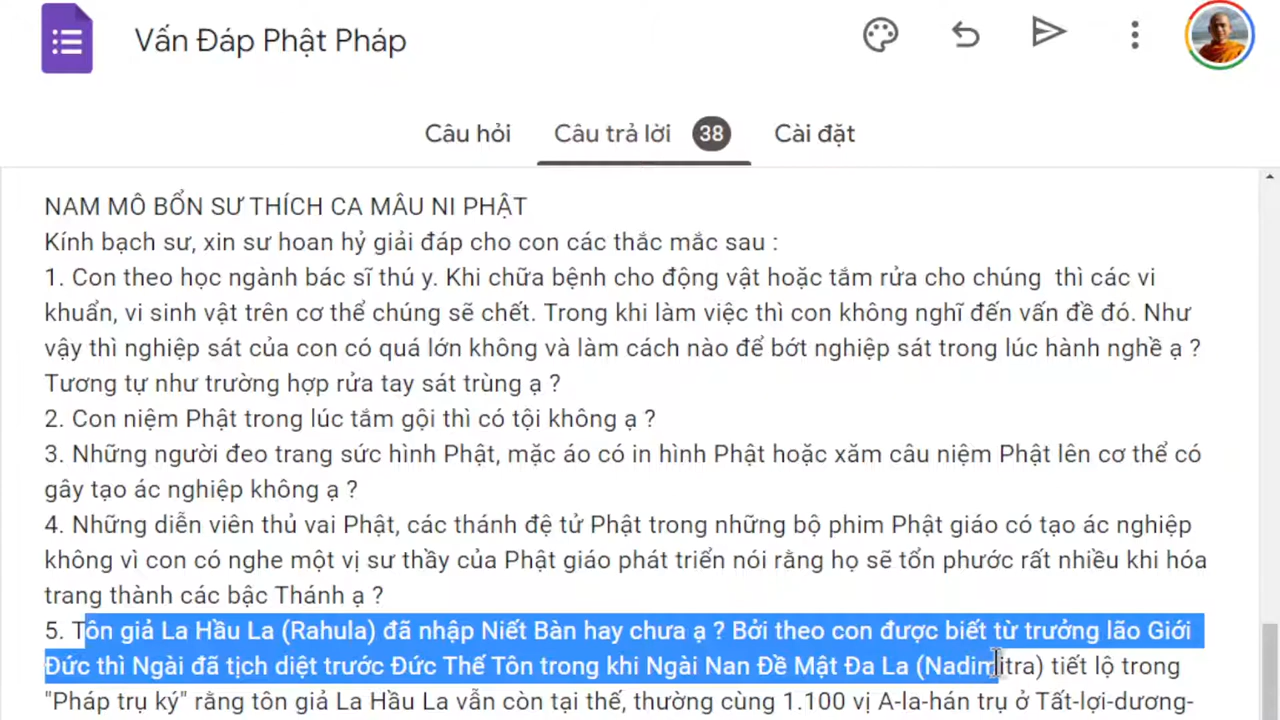 Vấn Đáp Phật Pháp
Câu hỏi
Câu trả lời 38
Cài đặt
NAM MÔ BỔN SƯ THÍCH CA MÂU NI PHẬT
Kính bạch sư, xin sư hoan hỷ giải đáp cho con các thắc mắc sau :
1. Con theo học ngành bác sĩ thú y. Khi chữa bệnh cho động vật hoặc tắm rửa cho chúng thì các vi
khuẩn, vi sinh vật trên cơ thể chúng sẽ chết. Trong khi làm việc thì con không nghĩ đến vấn đề đó. Như
vậy thì nghiệp sát của con có quá lớn không và làm cách nào để bớt nghiệp sát trong lúc hành nghề ạ ?
Tương tự như trường hợp rửa tay sát trùng ạ ?
2. Con niệm Phật trong lúc tắm gội thì có tội không ạ ?
3. Những người đeo trang sức hình Phật, mặc áo có in hình Phật hoặc xăm câu niệm Phật lên cơ thể có
gây tạo ác nghiệp không ạ ?
4. Những diễn viên thủ vai Phật, các thánh đệ tử Phật trong những bộ phim Phật giáo có tạo ác nghiệp
không vì con có nghe một vị sư thầy của Phật giáo phát triển nói rằng họ sẽ tổn phước rất nhiều khi hóa
trang thành các bậc Thánh ạ ?
5. Tôn giả La Hầu La (Rahula) đã nhập Niết Bàn hay chưa ạ ? Bởi theo con được biết từ trưởng lão Giới
Đức thì Ngài đã tịch diệt trước Đức Thế Tôn trong khi Ngài Nan Đề Mật Đa La (Nadimitra) tiết lộ trong
"Pháp trụ ký" rằng tôn giả La Hầu La vẫn còn tại thế, thường cùng 1.100 vị A-la-hán trụ ở Tất-lợi-dương-